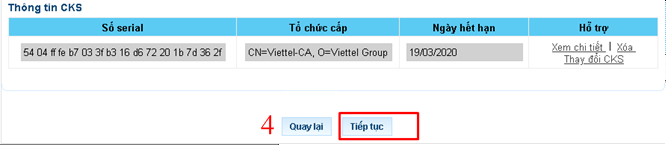 Thông tin CKS
Số serial Tổ chức cấp Ngày hết hạn Hỗ trợ
54 04 ff fe b7 03 3f b3 16 d6 72 20 1b 7d 36 2f CN=Viettel-CA, O=Viettel Group 19/03/2020 Xem chi tiết | Xóa
Thay đổi CKS
4 Quay lại Tiếp tục